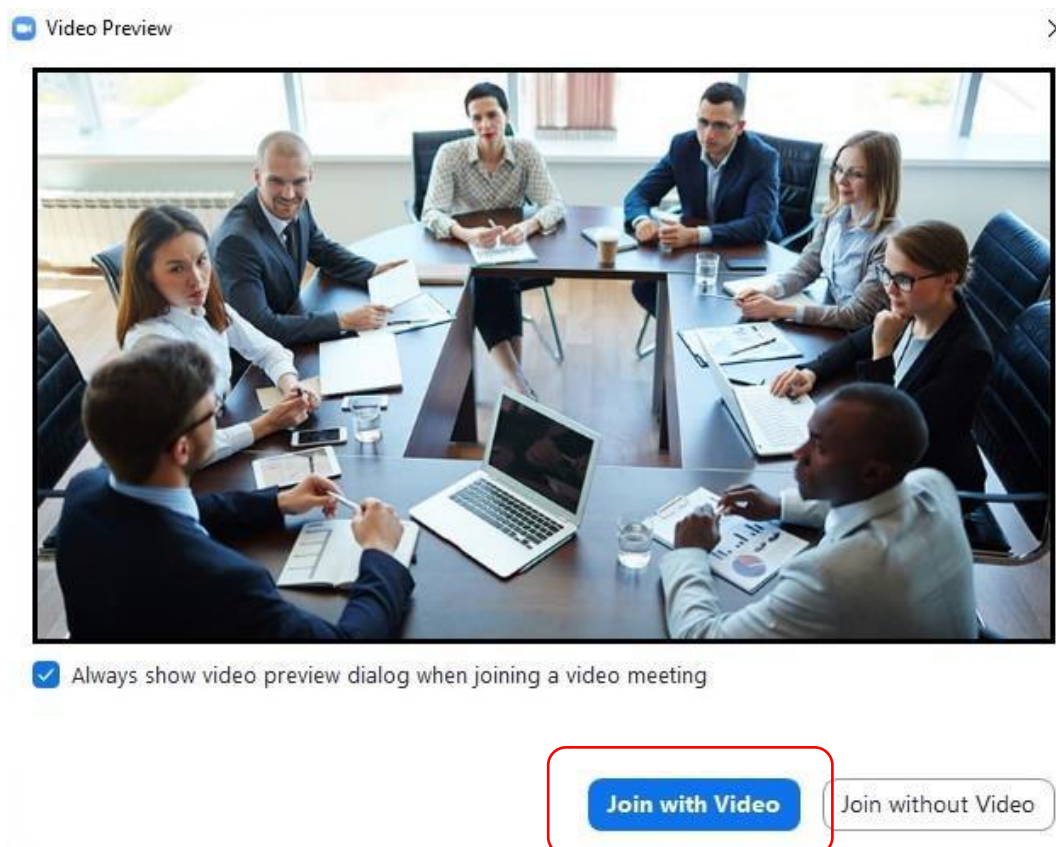 Video Preview
Always show video preview dialog when joining a video meeting
Join with Video
Join without Video